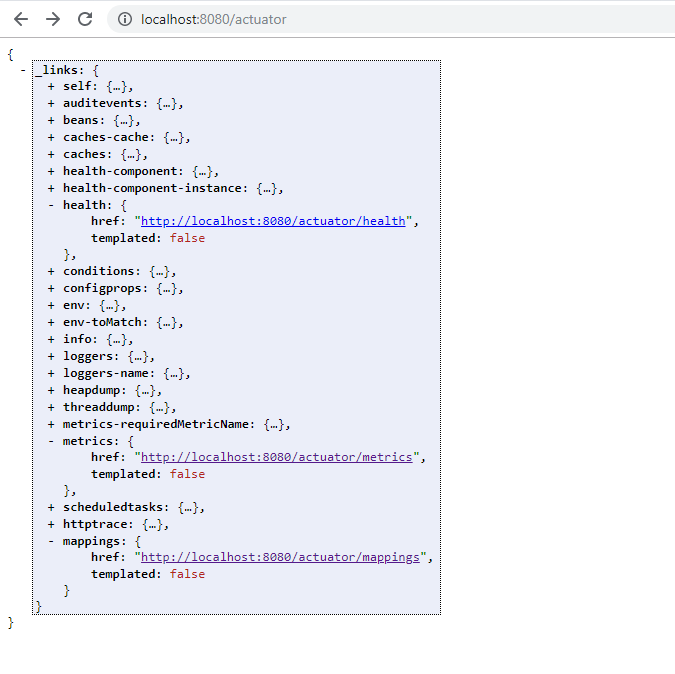 localhost:8080/actuator
{
- _links: {
+ self: {…},
+ auditevents: {…},
+ beans: {…},
+ caches-cache: {…},
+ caches: {…},
+ health-component: {…},
+ health-component-instance: {…},
- health: {
href: "http://localhost:8080/actuator/health",
templated: false
},
+ conditions: {…},
+ configprops: {…},
+ env: {…},
+ env-toMatch: {…},
+ info: {…},
+ loggers: {…},
+ loggers-name: {…},
+ heapdump: {…},
+ threaddump: {…},
+ metrics-requiredMetricName: {…},
- metrics: {
href: "http://localhost:8080/actuator/metrics",
templated: false
},
+ scheduledtasks: {…},
+ httptrace: {…},
- mappings: {
href: "http://localhost:8080/actuator/mappings",
templated: false
}
}
}